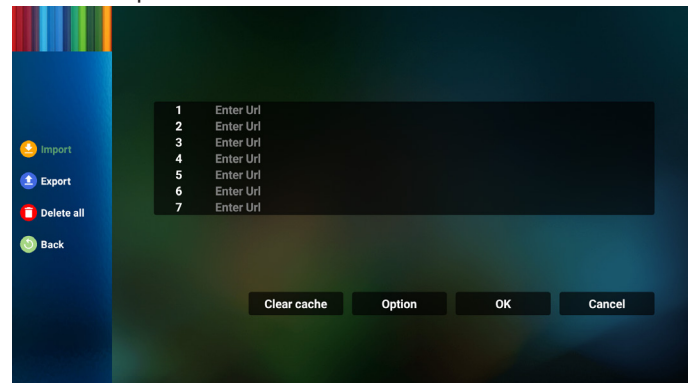 Import
Export
Delete all
Back
1 Enter Url
2 Enter Url
3 Enter Url
4 Enter Url
5 Enter Url
6 Enter Url
7 Enter Url
Clear cache Option OK Cancel